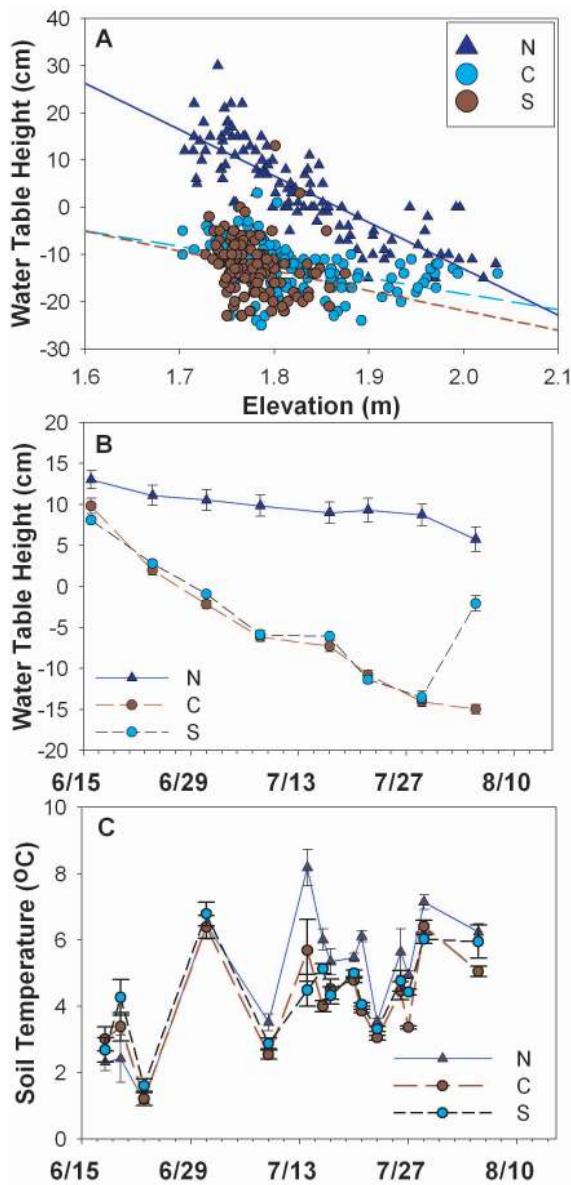 A
N
C
S
Water Table Height (cm)
40
30
20
10
0
-10
-20
-30
1.6 1.7 1.8 1.9 2.0 2.1
Elevation (m)
B
Water Table Height (cm)
20
15
10
5
0
-5
-10
-15
-20
N
C
S
6/15 6/29 7/13 7/27 8/10
C
Soil Temperature (ºC)
10
8
6
4
2
0
N
C
S
6/15 6/29 7/13 7/27 8/10